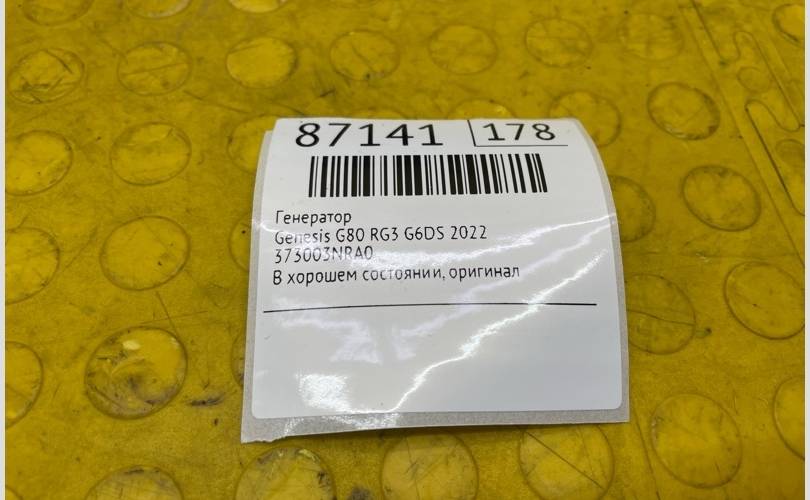 87141 178
Генератор
Genesis G80 RG3 G6DS 2022
373003NRA0
В хорошем состоянии, оригинал